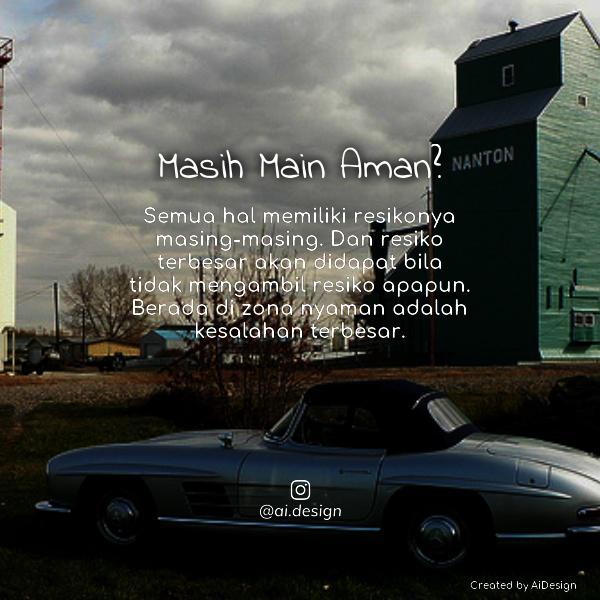 Masih Main Aman?
NANTON
Semua hal memiliki resikonya
masing-masing. Dan resiko
terbesar akan didapat bila
tidak mengambil resiko apapun.
Berada di zona nyaman adalah
kesalahan terbesar.
@ai.design
Created by AiDesign